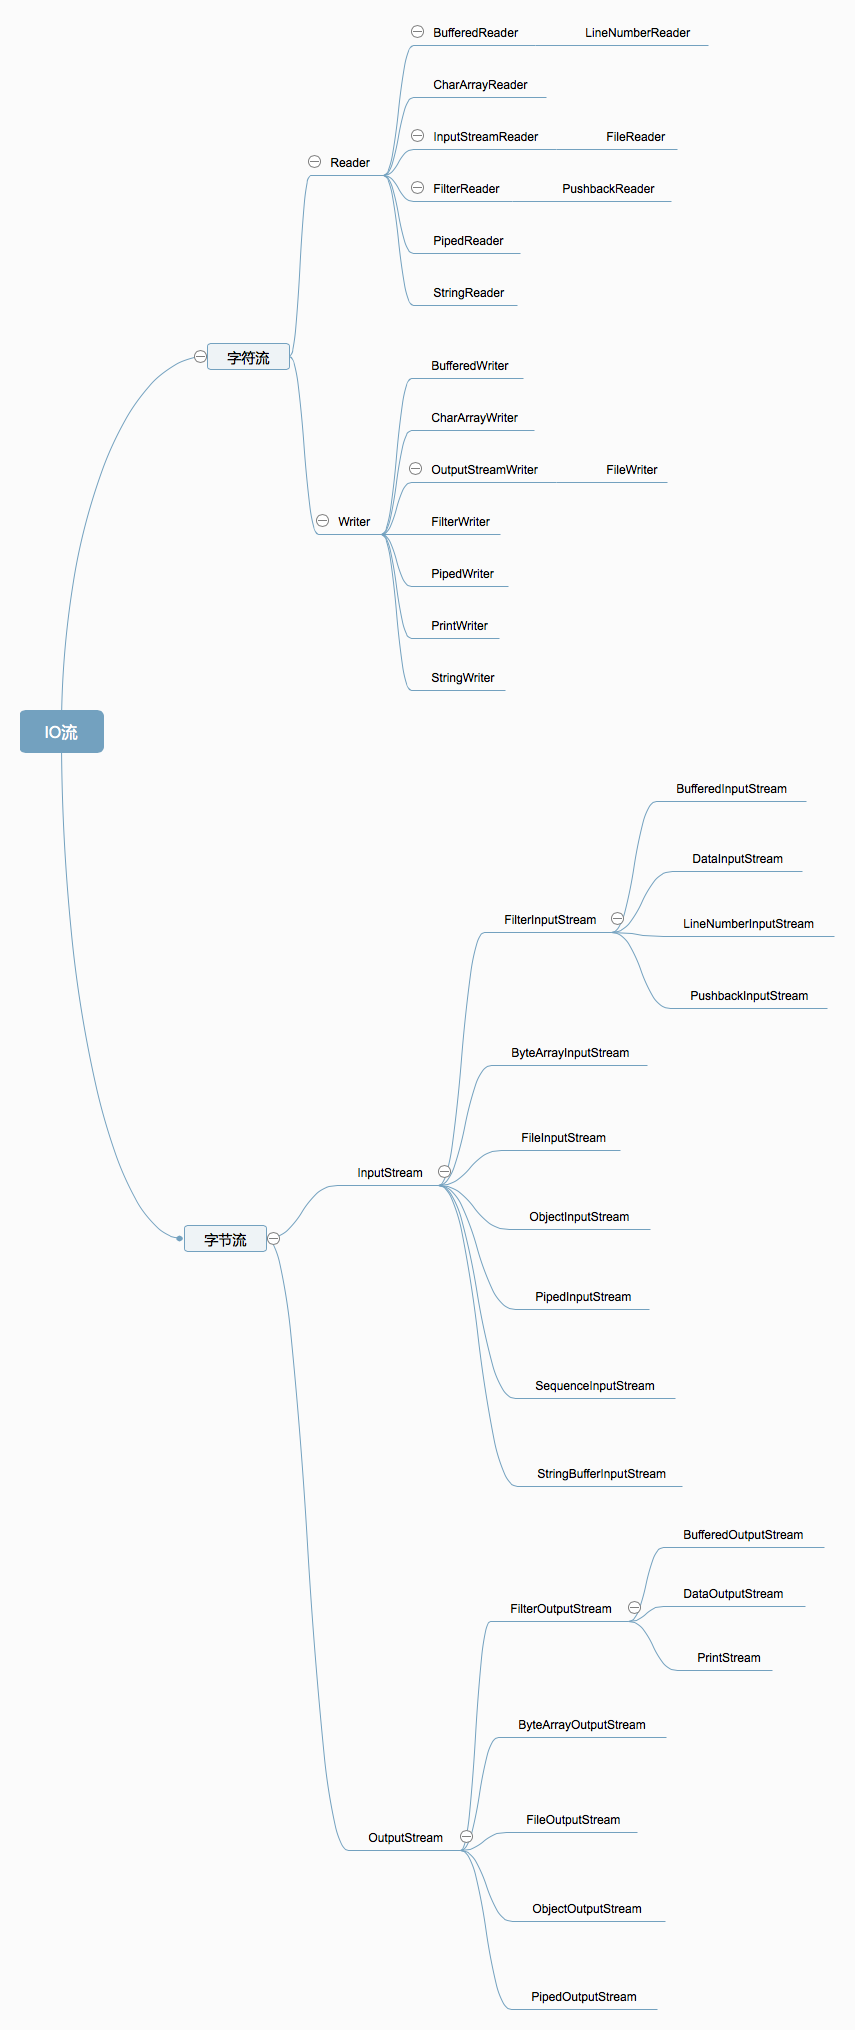 BufferedReader LineNumberReader
CharArrayReader
InputStreamReader FileReader
Reader
FilterReader PushbackReader
PipedReader
StringReader
字符流
BufferedWriter
CharArrayWriter
OutputStreamWriter FileWriter
Writer
FilterWriter
PipedWriter
PrintWriter
StringWriter
IO流
BufferedInputStream
DataInputStream
FilterInputStream
LineNumberInputStream
PushbackInputStream
ByteArrayInputStream
FileInputStream
InputStream
ObjectInputStream
字节流
PipedInputStream
SequenceInputStream
StringBufferInputStream
BufferedOutputStream
DataOutputStream
FilterOutputStream
PrintStream
ByteArrayOutputStream
FileOutputStream
OutputStream
ObjectOutputStream
PipedOutputStream